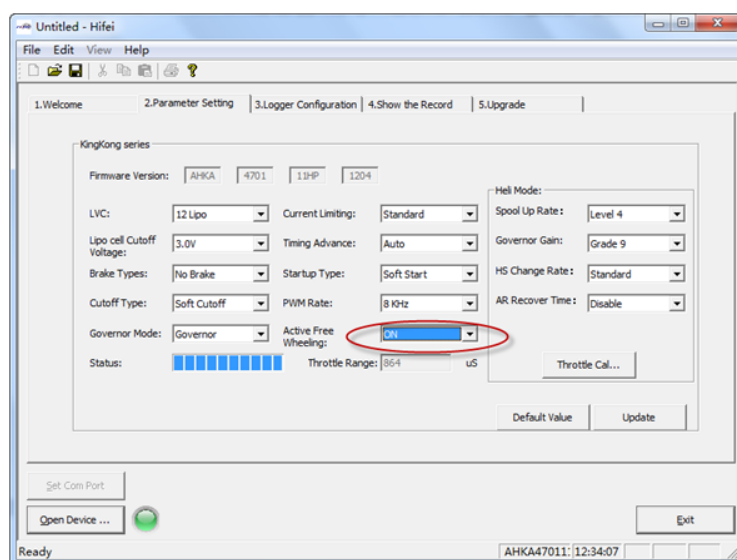 Untitled - Hifei
File Edit View Help
1.Welcome 2.Parameter Setting 3.Logger Configuration 4.Show the Record 5.Upgrade
KingKong series
Firmware Version: AHKA 4701 11HP 1204
Heli Mode:
LVC: 12 Lipo Current Limiting: Standard Spool Up Rate: Level 4
Lipo cell Cutoff Voltage: 3.0V Timing Advance: Auto Governor Gain: Grade 9
Brake Types: No Brake Startup Type: Soft Start HS Change Rate: Standard
Cutoff Type: Soft Cutoff PWM Rate: 8 KHz AR Recover Time: Disable
Governor Mode: Governor Active Free Wheeling: ON
Status: Throttle Range: 864 uS Throttle Cal...
Default Value Update
Set Com Port
Open Device ... Exit
Ready AHKA47011: 12:34:07